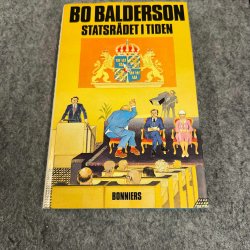 BO BALDERSON
STATSRÅDET I TIDEN
BONNIERS